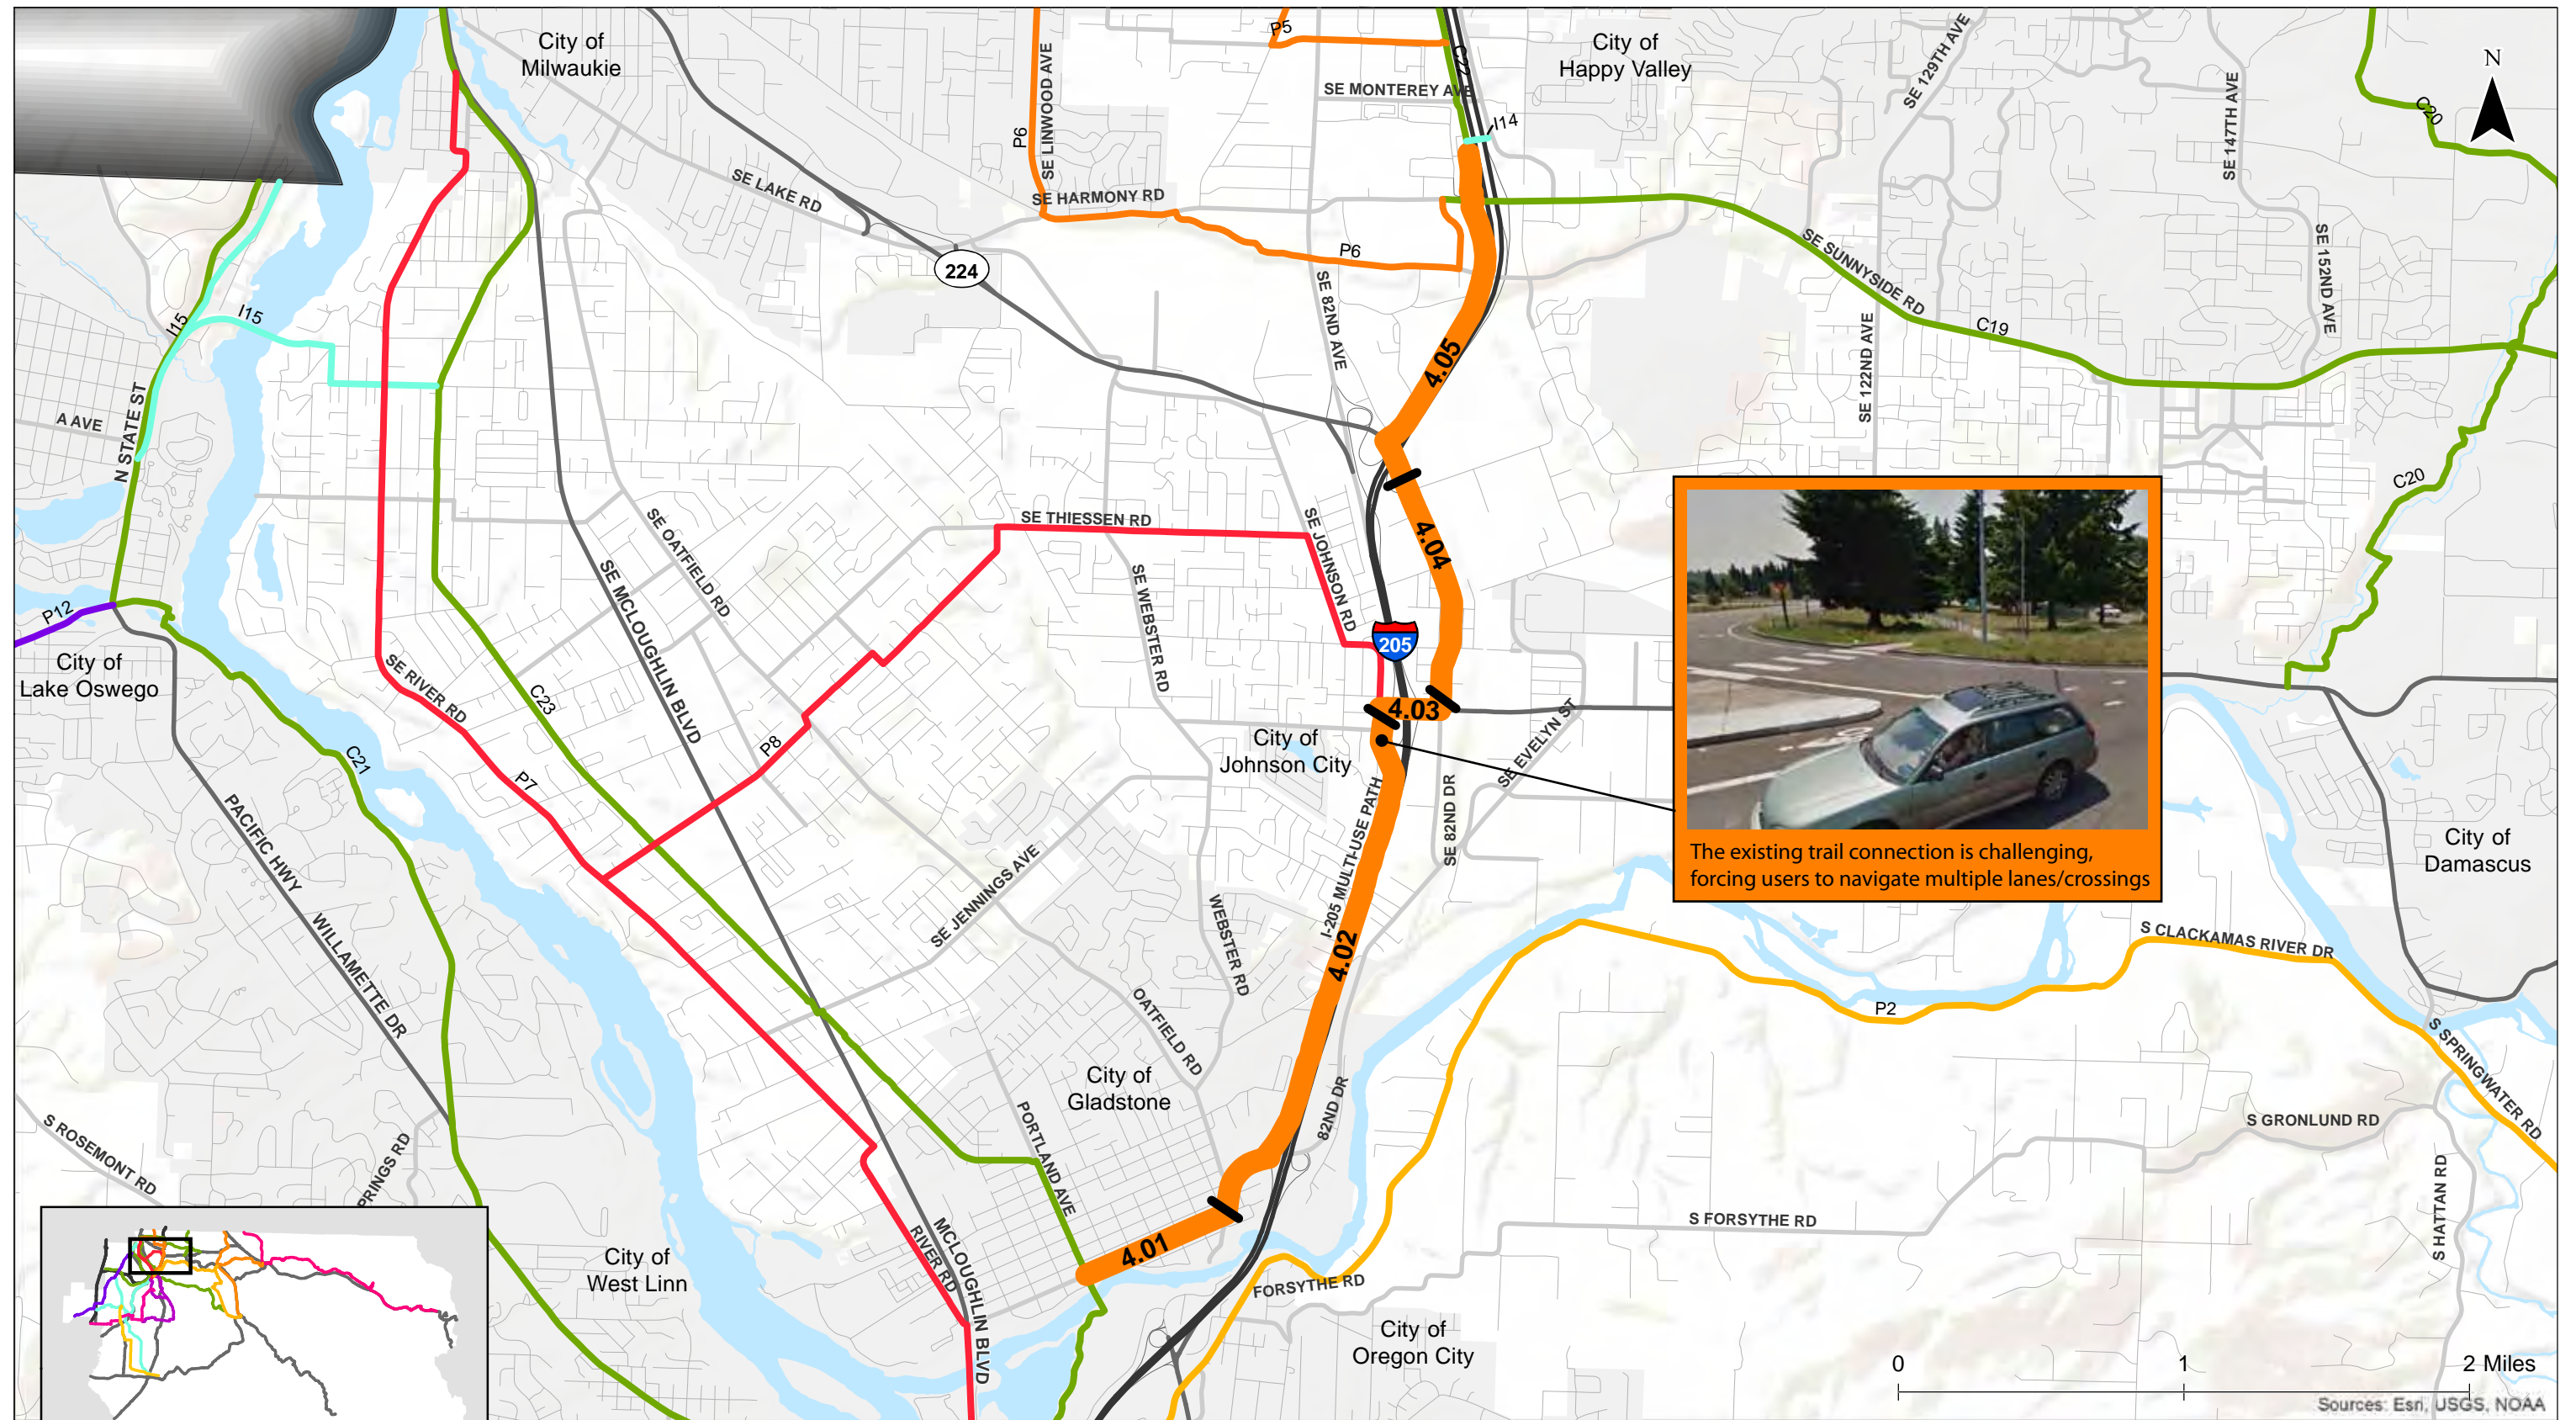 City of
Milwaukie
P5
C22
City of
Happy Valley
SE 129TH AVE
N
SE LINWOOD AVE
P6
SE MONTEREY AVE
I14
SE 147TH AVE
C20
SE LAKE RD
SE HARMONY RD
P6
224
SE 82ND AVE
SE SUNNYSIDE RD
C19
SE 152ND AVE
SE 122ND AVE
I15
I15
N STATE ST
A AVE
4.05
C20
SE THIESSEN RD
SE OATFIELD RD
SE JOHNSON RD
4.04
SE MCLOUGHLIN BLVD
SE WEBSTER RD
205
P12
City of
Lake Oswego
SE RIVER RD
C23
4.03
SE EVELYN ST
City of
Johnson City
P8
C21
P7
PACIFIC HWY
I-205 MULTI-USE PATH
SE 82ND DR
The existing trail connection is challenging,
forcing users to navigate multiple lanes/crossings
City of
Damascus
SE JENNINGS AVE
WEBSTER RD
4.02
WILLAMETTE DR
S CLACKAMAS RIVER DR
P2
OATFIELD RD
S SPRINGWATER RD
City of
Gladstone
82ND DR
PORTLAND AVE
S ROSEMONT RD
PRINGS RD
S GRONLUND RD
S HATTAN RD
S FORSYTHE RD
4.01
RIVER RD
MCLOUGHLIN BLVD
City of
West Linn
FORSYTHE RD
City of
Oregon City
0 1 2 Miles
Sources: Esri, USGS, NOAA